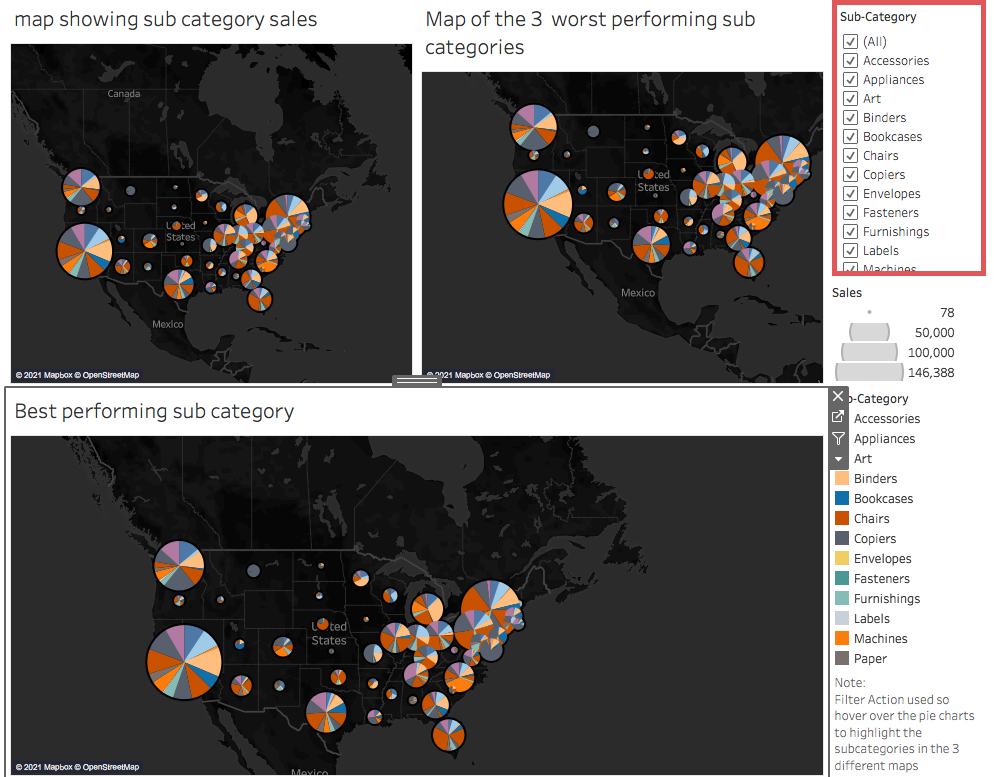 map showing sub category sales
Map of the 3 worst performing sub
categories
Canada
United
States
Mexico
© 2021 Mapbox © OpenStreetMap
States
Mexico
© 2021 Mapbox © OpenStreetMap
Sub-Category
(All)
Accessories
Appliances
Art
Binders
Bookcases
Chairs
Copiers
Envelopes
Fasteners
Furnishings
Labels
Machines
Sales
78
50,000
100,000
146,388
Best performing sub category
States
Mexico
© 2021 Mapbox © OpenStreetMap
b-Category
Accessories
Appliances
Art
Binders
Bookcases
Chairs
Copiers
Envelopes
Fasteners
Furnishings
Labels
Machines
Paper
Note:
Filter Action used so
hover over the pie charts
to highlight the
subcategories in the 3
different maps